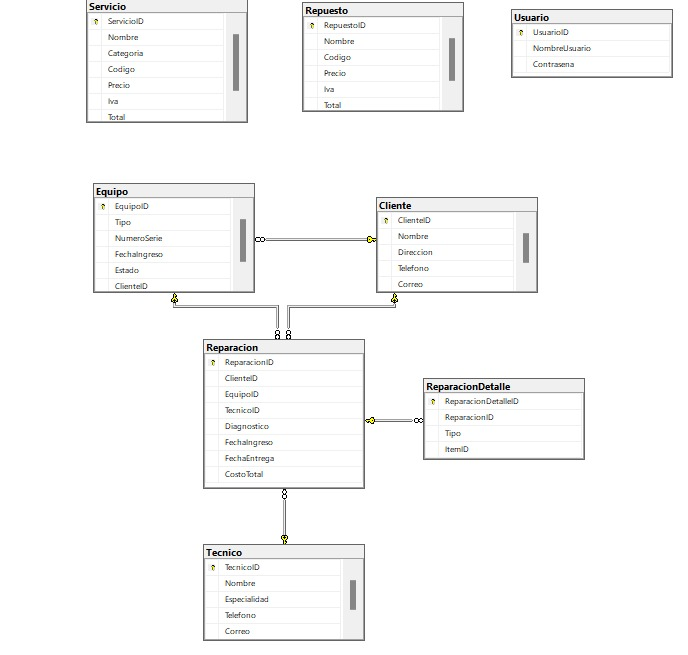 Servicio
ServicioID
Nombre
Categoria
Codigo
Precio
Iva
Total
Repuesto
RepuestoID
Nombre
Codigo
Precio
Iva
Total
Usuario
UsuarioID
NombreUsuario
Contrasena
Equipo
EquipoID
Tipo
NumeroSerie
FechaIngreso
Estado
ClienteID
Cliente
ClienteID
Nombre
Direccion
Telefono
Correo
Reparacion
ReparacionID
ClienteID
EquipoID
TecnicoID
Diagnostico
FechaIngreso
FechaEntrega
CostoTotal
ReparacionDetalle
ReparacionDetalleID
ReparacionID
Tipo
ItemID
Tecnico
TecnicoID
Nombre
Especialidad
Telefono
Correo